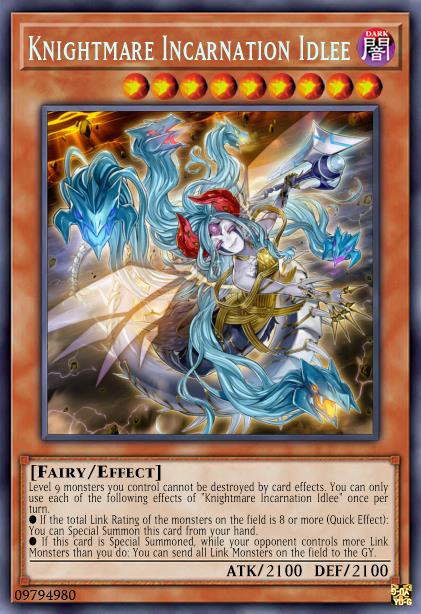 KNIGHTMARE INCARNATION IDLEE
DARK
闇
[FAIRY/EFFECT]
Level 9 monsters you control cannot be destroyed by card effects. You can only
use each of the following effects of "Knightmare Incarnation Idlee" once per
turn.
● If the total Link Rating of the monsters on the field is 8 or more (Quick Effect):
You can Special Summon this card from your hand.
● If this card is Special Summoned, while your opponent controls more Link
Monsters than you do: You can send all Link Monsters on the field to the GY.
ATK/2100 DEF/2100
09794980